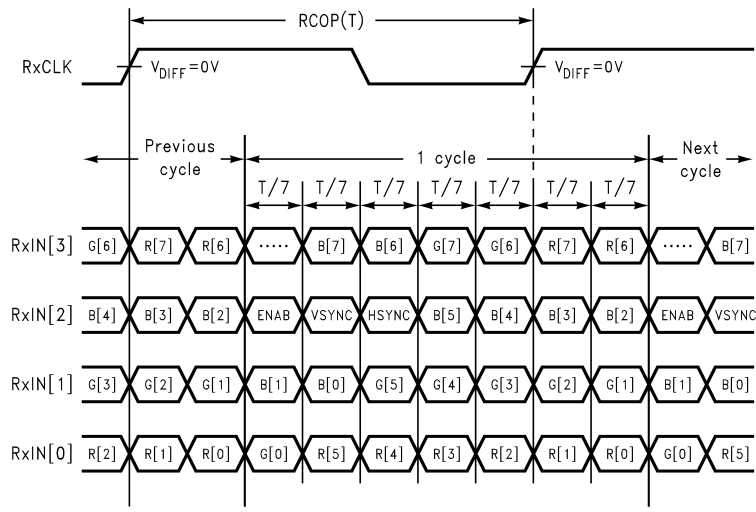 RCOP(T)
RxCLK
V_DIFF=0V V_DIFF=0V
Previous cycle 1 cycle Next cycle
T/7 T/7 T/7 T/7 T/7 T/7 T/7
RxIN[3] G[6] R[7] R[6] ····· B[7] B[6] G[7] G[6] R[7] R[6] ····· B[7]
RxIN[2] B[4] B[3] B[2] ENAB VSYNC HSYNC B[5] B[4] B[3] B[2] ENAB VSYNC
RxIN[1] G[3] G[2] G[1] B[1] B[0] G[5] G[4] G[3] G[2] G[1] B[1] B[0]
RxIN[0] R[2] R[1] R[0] G[0] R[5] R[4] R[3] R[2] R[1] R[0] G[0] R[5]